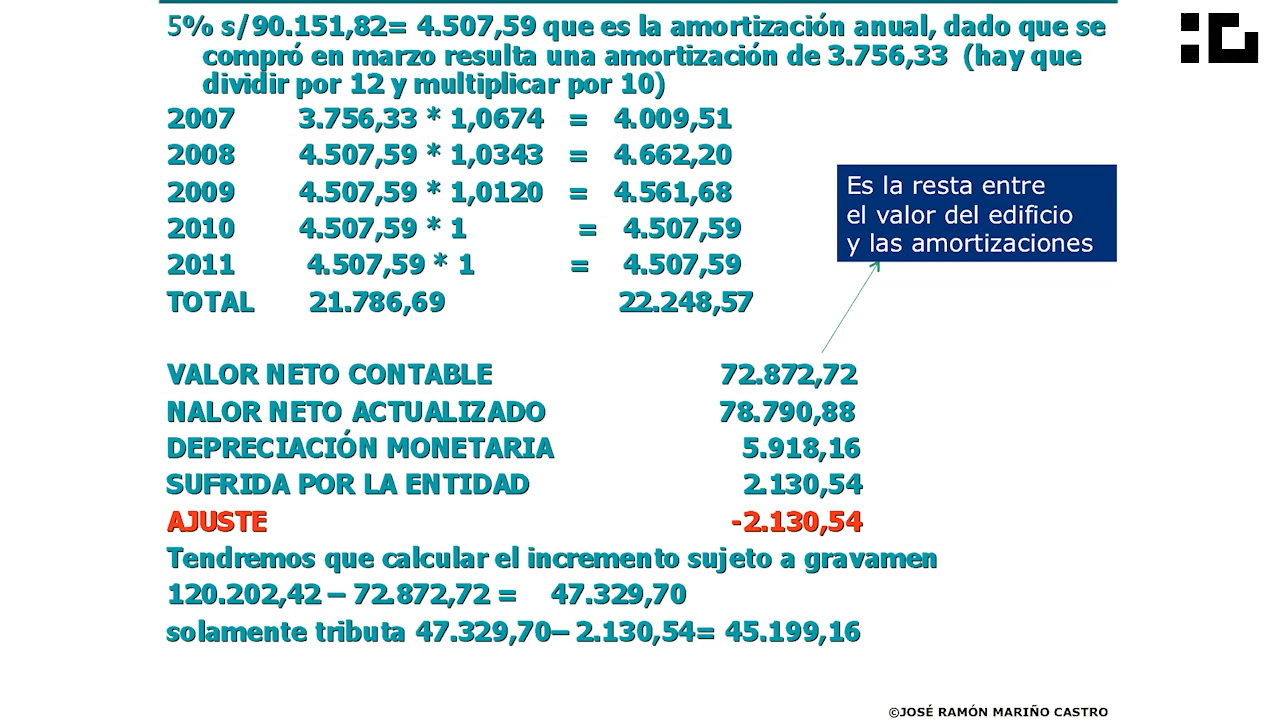 5% s/90.151,82= 4.507,59 que es la amortización anual, dado que se
compró en marzo resulta una amortización de 3.756,33 (hay que
dividir por 12 y multiplicar por 10)
2007 3.756,33 * 1,0674 = 4.009,51
2008 4.507,59 * 1,0343 = 4.662,20
2009 4.507,59 * 1,0120 = 4.561,68
2010 4.507,59 * 1 = 4.507,59
2011 4.507,59 * 1 = 4.507,59
TOTAL 21.786,69 22.248,57
Es la resta entre
el valor del edificio
y las amortizaciones
VALOR NETO CONTABLE 72.872,72
NALOR NETO ACTUALIZADO 78.790,88
DEPRECIACIÓN MONETARIA 5.918,16
SUFRIDA POR LA ENTIDAD 2.130,54
AJUSTE -2.130,54
Tendremos que calcular el incremento sujeto a gravamen
120.202,42 – 72.872,72 = 47.329,70
solamente tributa 47.329,70– 2.130,54= 45.199,16
©JOSÉ RAMÓN MARIÑO CASTRO